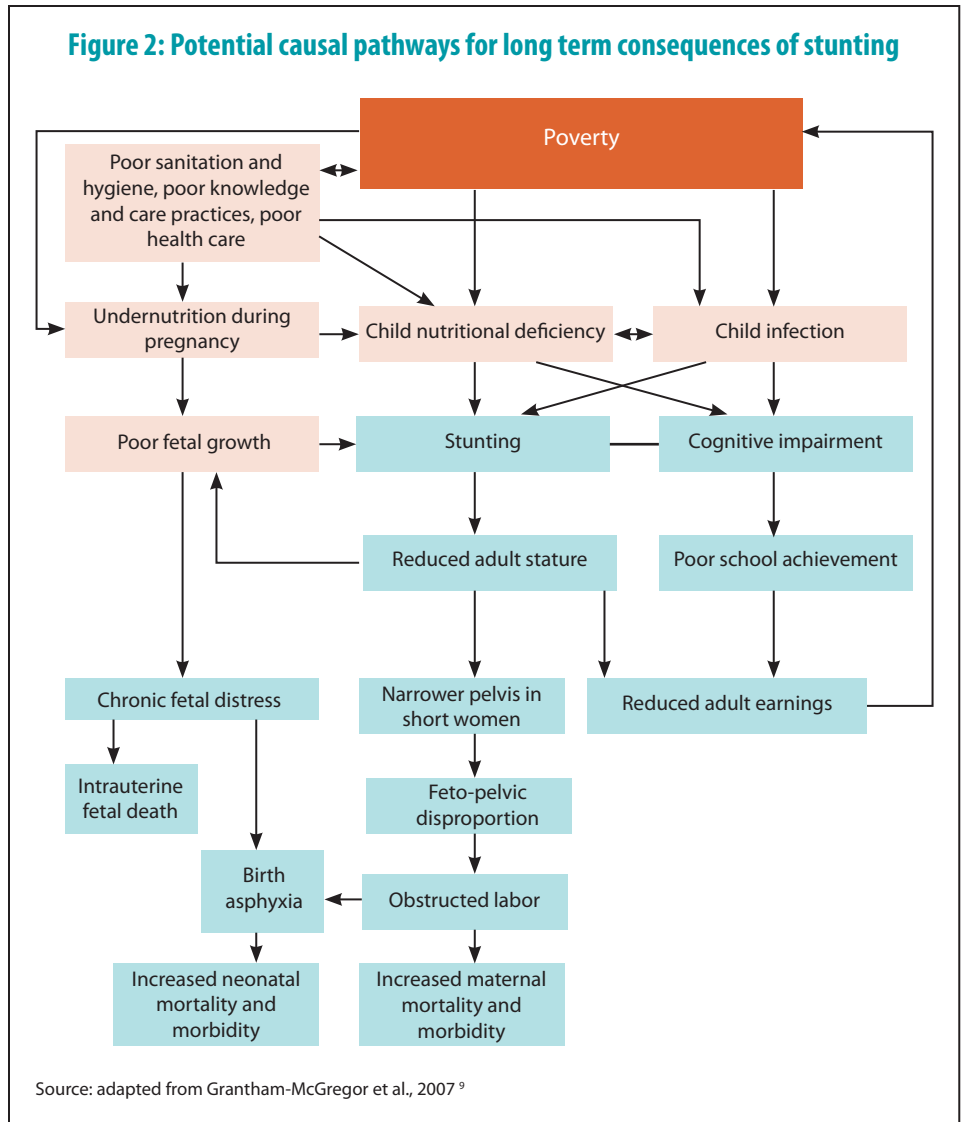 Figure 2: Potential causal pathways for long term consequences of stunting
Poverty
Poor sanitation and
hygiene, poor knowledge
and care practices, poor
health care
Undernutrition during
pregnancy
Child nutritional deficiency
Child infection
Poor fetal growth
Stunting
Cognitive impairment
Reduced adult stature
Poor school achievement
Chronic fetal distress
Narrower pelvis in
short women
Reduced adult earnings
Intrauterine
fetal death
Feto-pelvic
disproportion
Birth
asphyxia
Obstructed labor
Increased neonatal
mortality and
morbidity
Increased maternal
mortality and
morbidity
Source: adapted from Grantham-McGregor et al., 2007 ⁹